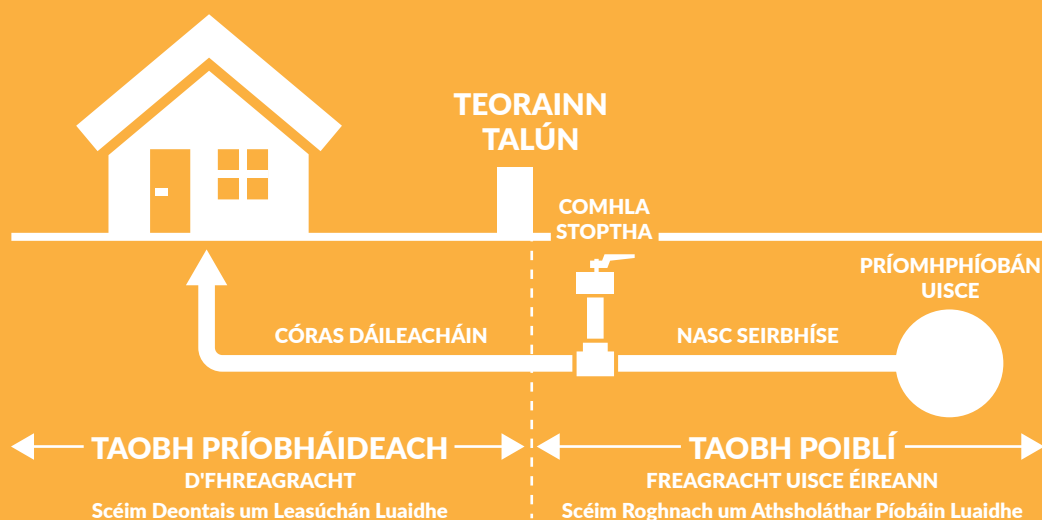 TEORAINN
TALÚN
COMHLA
STOPTHA
PRÍOMHPHÍOBÁN
UISCE
CÓRAS DÁILEACHÁIN
NASC SEIRBHÍSE
TAOBH PRÍOBHÁIDEACH
D'FHREAGRACHT
Scéim Deontais um Leasúchán Luaidhe
TAOBH POIBLÍ
FREAGRACHT UISCE ÉIREANN
Scéim Roghnach um Athsholáthar Píobáin Luaidhe